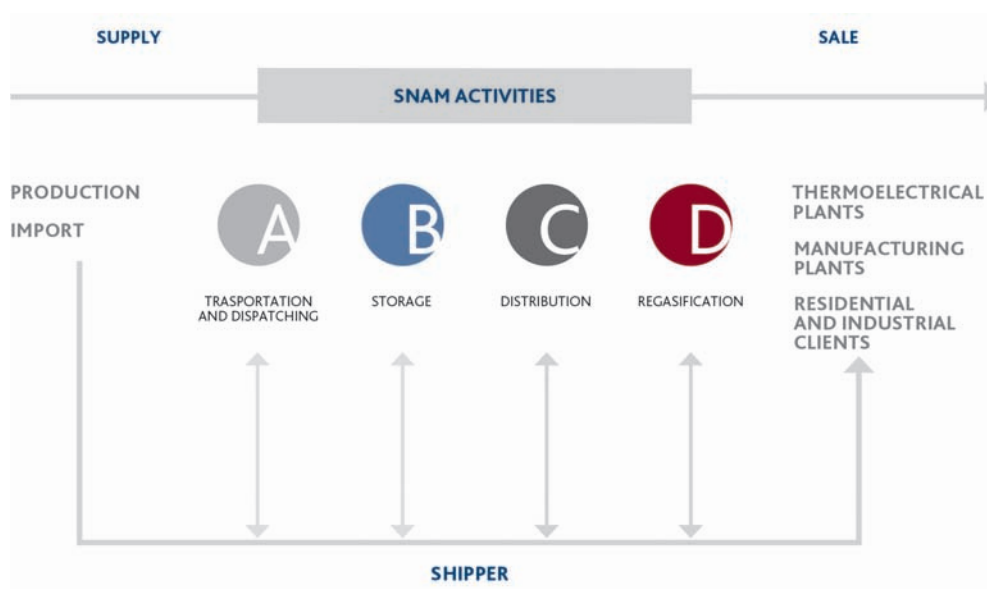 SUPPLY
SALE
SNAM ACTIVITIES
PRODUCTION
IMPORT
A
TRASPORTATION
AND DISPATCHING
B
STORAGE
C
DISTRIBUTION
D
REGASIFICATION
THERMOELECTRICAL
PLANTS
MANUFACTURING
PLANTS
RESIDENTIAL
AND INDUSTRIAL
CLIENTS
SHIPPER